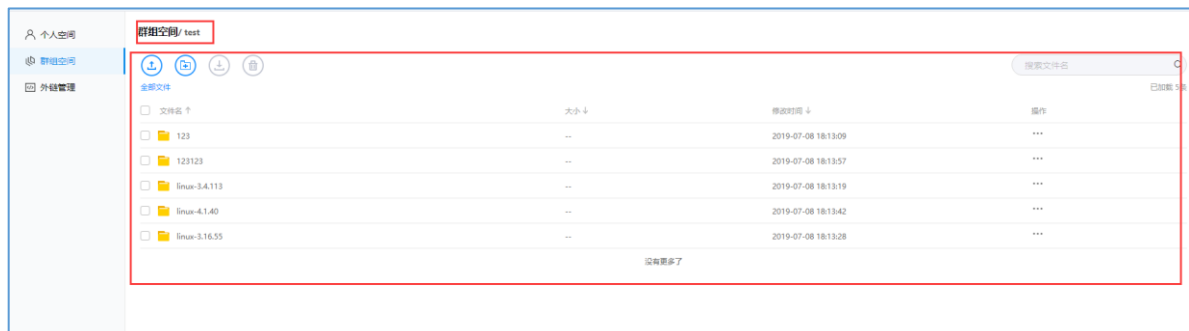 个人空间
群组空间
外链管理
群组空间/ test
搜索文件名
全部文件
已加载 5条
文件名 大小 修改时间 操作
123 -- 2019-07-08 18:13:09 ···
123123 -- 2019-07-08 18:13:57 ···
linux-3.4.113 -- 2019-07-08 18:13:19 ···
linux-4.1.40 -- 2019-07-08 18:13:42 ···
linux-3.16.55 -- 2019-07-08 18:13:28 ···
没有更多了